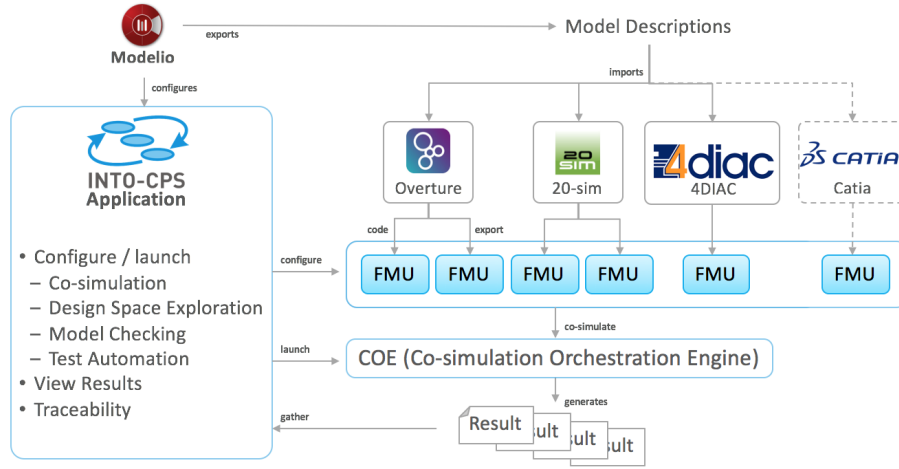 exports
Model Descriptions
Modelio
imports
configures
INTO-CPS
Application
20
SIM
4diac
CATIA
Overture
20-sim
4DIAC
Catia
code
export
• Configure / launch
– Co-simulation
– Design Space Exploration
– Model Checking
– Test Automation
• View Results
• Traceability
configure
FMU
FMU
FMU
FMU
FMU
FMU
co-simulate
launch
COE (Co-simulation Orchestration Engine)
generates
gather
Result
sult
sult
sult